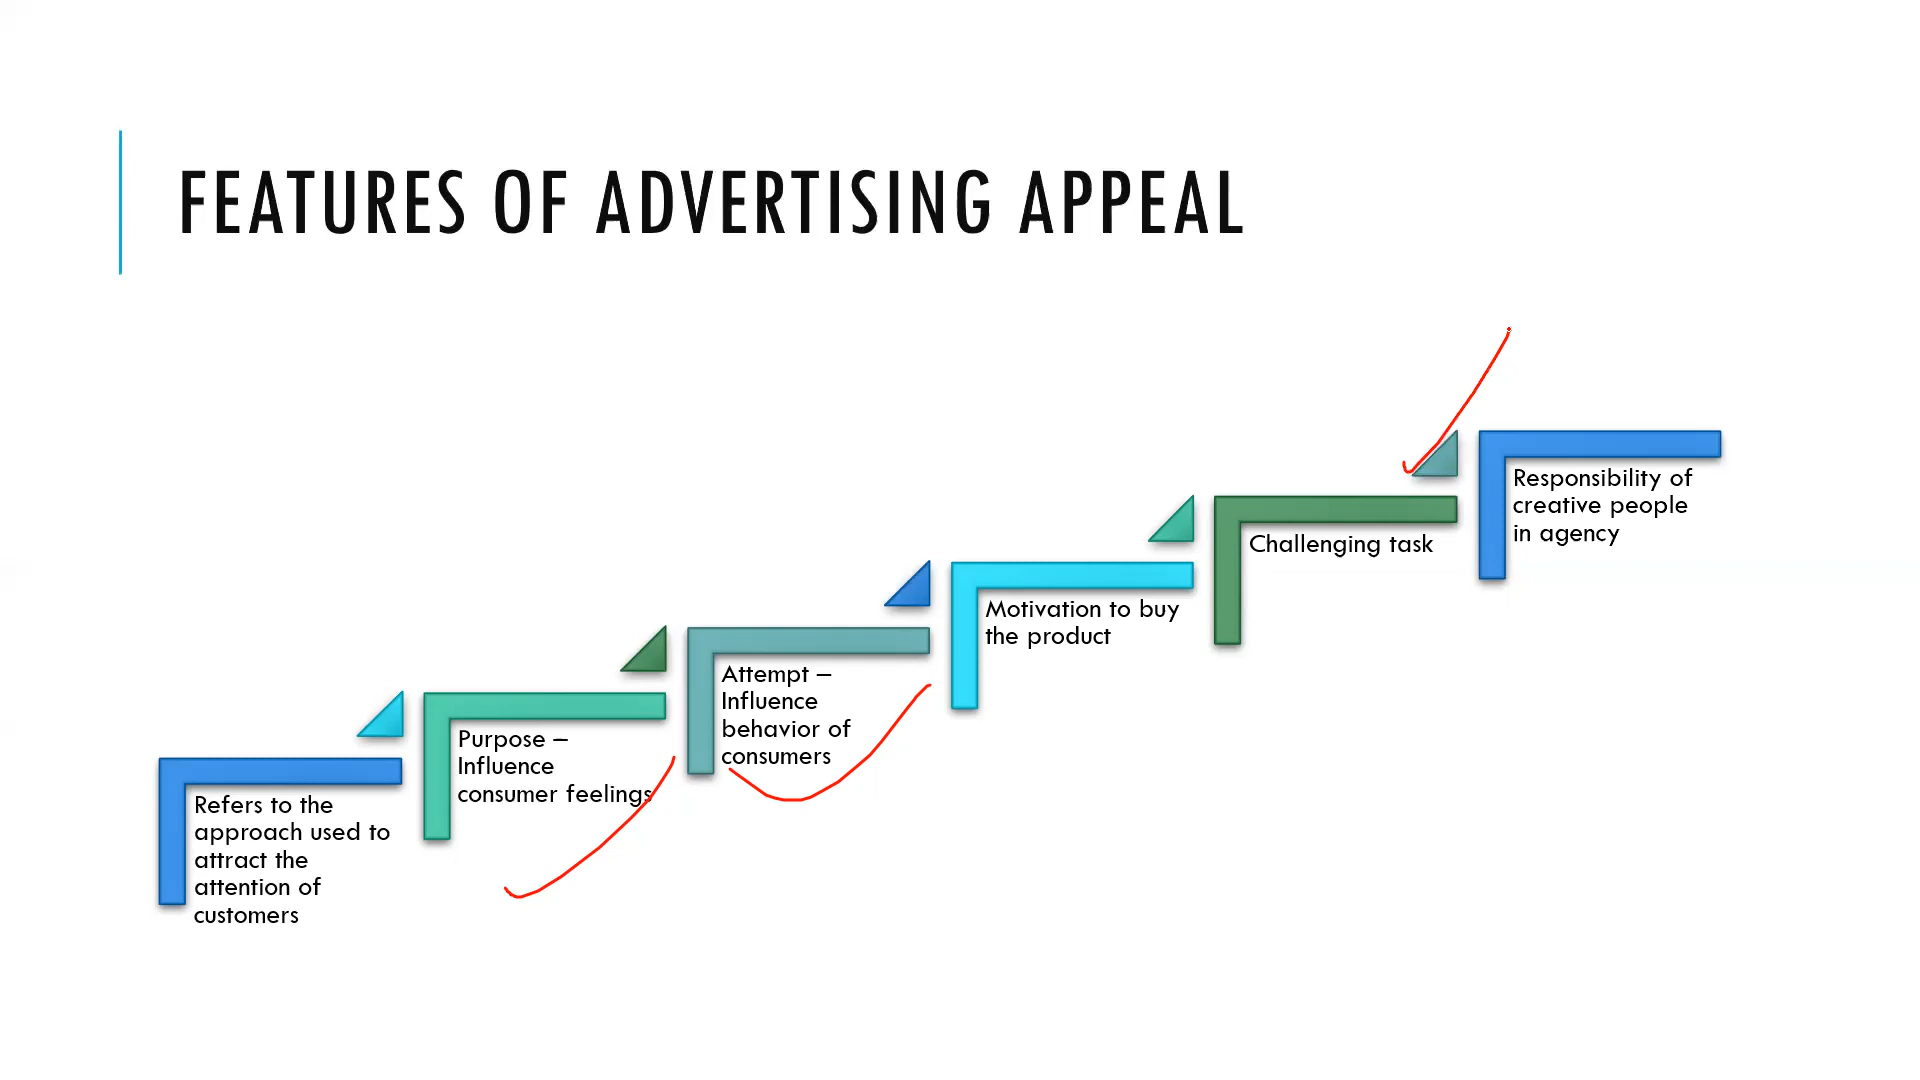 FEATURES OF ADVERTISING APPEAL
Refers to the
approach used to
attract the
attention of
customers
Purpose –
Influence
consumer feelings
Attempt –
Influence
behavior of
consumers
Motivation to buy
the product
Challenging task
Responsibility of
creative people
in agency